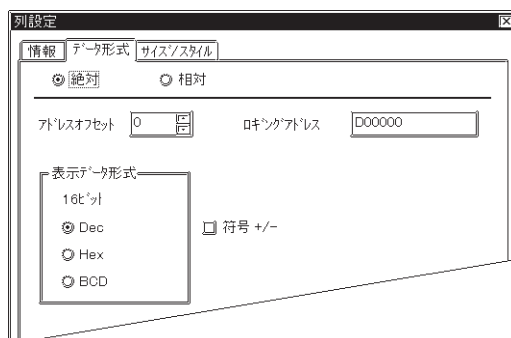 列設定
情報 ﾃﾞｰﾀ形式 ｻｲｽﾞ/ｽﾀｲﾙ
絶対 相対
ｱﾄﾞﾚｽｵﾌｾｯﾄ 0 ﾛｷﾞﾝｸﾞｱﾄﾞﾚｽ D00000
表示ﾃﾞｰﾀ形式
16ﾋﾞｯﾄ
Dec 符号 +/-
Hex
BCD